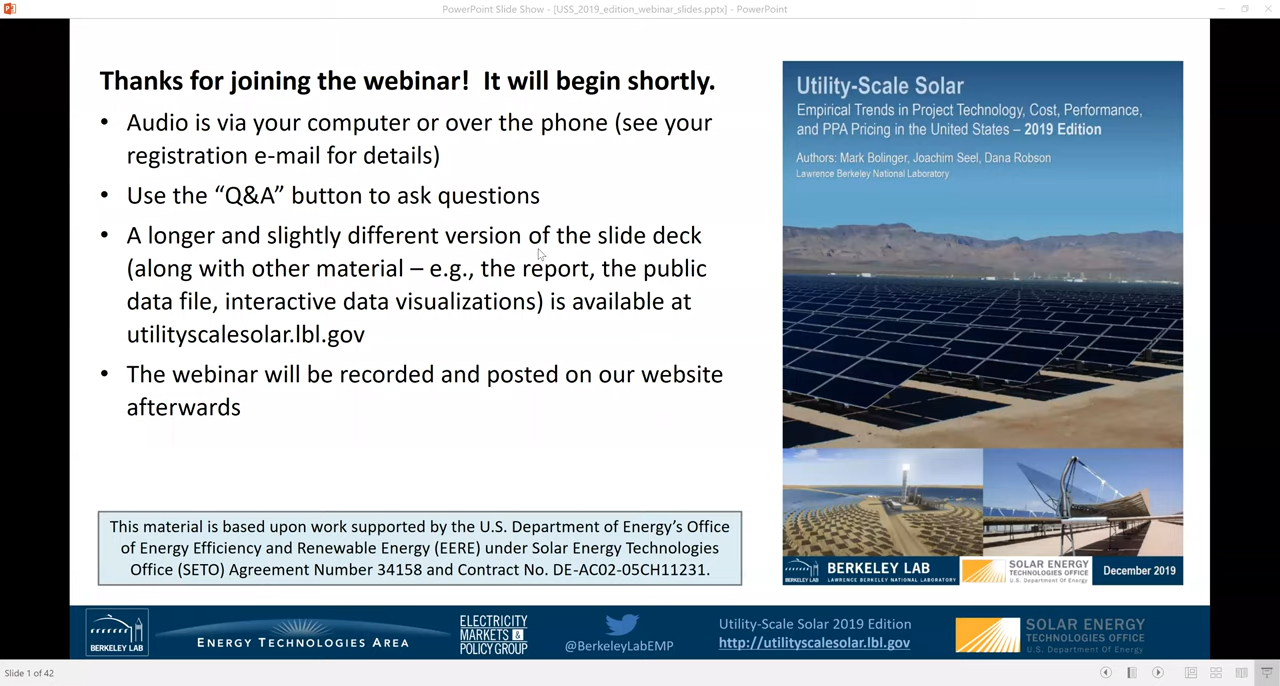 PowerPoint Slide Show - [USS_2019_edition_webinar_slides.pptx] - PowerPoint
Thanks for joining the webinar! It will begin shortly.
• Audio is via your computer or over the phone (see your
registration e-mail for details)
• Use the “Q&A” button to ask questions
• A longer and slightly different version of the slide deck
(along with other material – e.g., the report, the public
data file, interactive data visualizations) is available at
utilityscalesolar.lbl.gov
• The webinar will be recorded and posted on our website
afterwards
This material is based upon work supported by the U.S. Department of Energy’s Office
of Energy Efficiency and Renewable Energy (EERE) under Solar Energy Technologies
Office (SETO) Agreement Number 34158 and Contract No. DE-AC02-05CH11231.
Utility-Scale Solar
Empirical Trends in Project Technology, Cost, Performance,
and PPA Pricing in the United States – 2019 Edition
Authors: Mark Bolinger, Joachim Seel, Dana Robson
Lawrence Berkeley National Laboratory
BERKELEY LAB
BERKELEY LAB
LAWRENCE BERKELEY NATIONAL LABORATORY
SOLAR ENERGY
TECHNOLOGIES OFFICE
U.S. Department Of Energy
December 2019
BERKELEY LAB
ENERGY TECHNOLOGIES AREA
ELECTRICITY
MARKETS &
POLICY GROUP
@BerkeleyLabEMP
Utility-Scale Solar 2019 Edition
http://utilityscalesolar.lbl.gov
SOLAR ENERGY
TECHNOLOGIES OFFICE
U.S. Department Of Energy
Slide 1 of 42